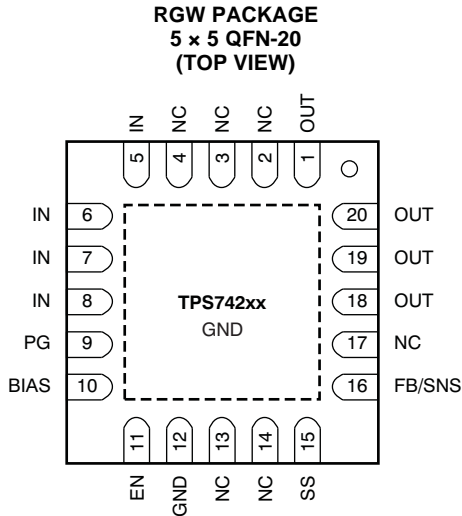 RGW PACKAGE
5 × 5 QFN-20
(TOP VIEW)
IN NC NC NC OUT
5 4 3 2 1
IN 6 20 OUT
IN 7 19 OUT
IN 8 TPS742xx 18 OUT
GND
PG 9 17 NC
BIAS 10 16 FB/SNS
11 12 13 14 15
EN GND NC NC SS